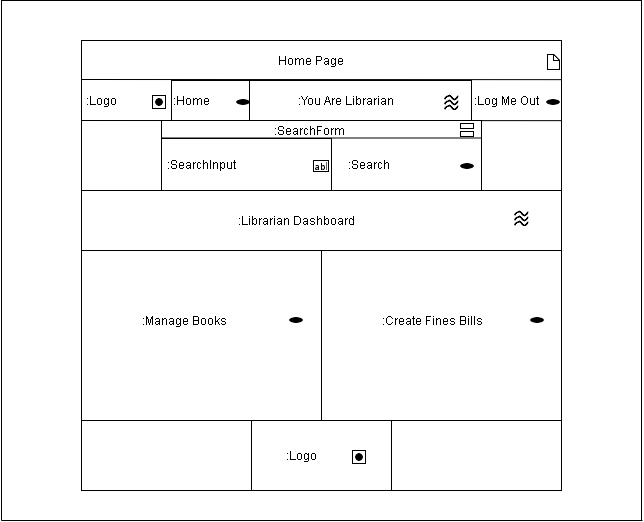 Home Page
:Logo
:Home
:You Are Librarian
:Log Me Out
:SearchForm
:SearchInput
abl
:Search
:Librarian Dashboard
:Manage Books
:Create Fines Bills
:Logo